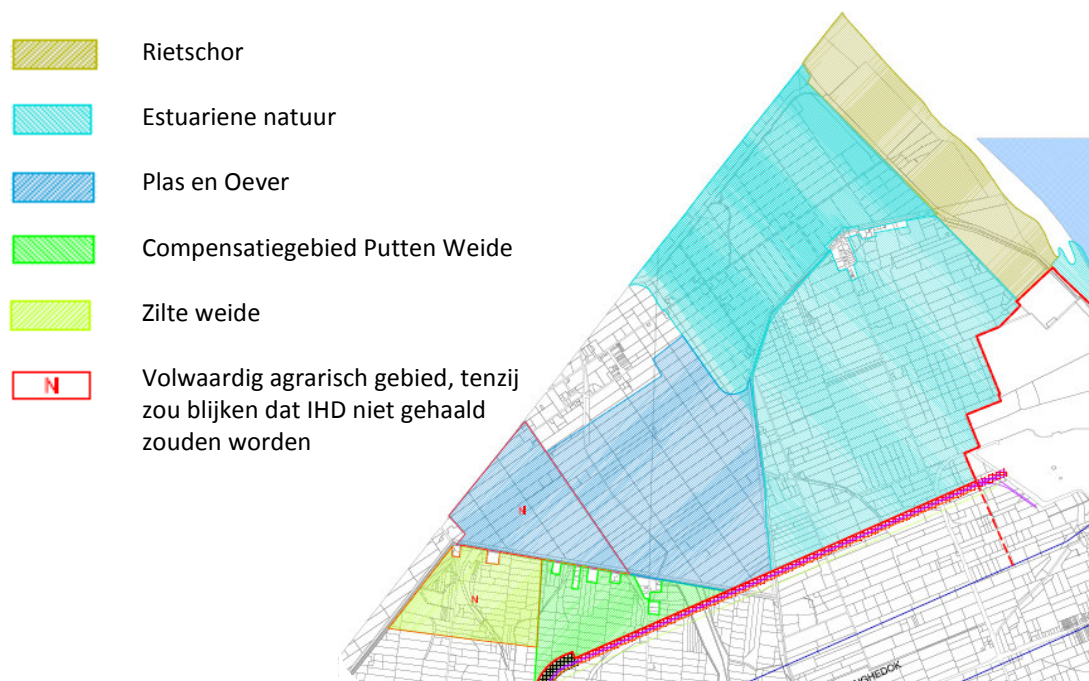 Rietschor
Estuariene natuur
Plas en Oever
Compensatiegebied Putten Weide
Zilte weide
N
Volwaardig agrarisch gebied, tenzij
zou blijken dat IHD niet gehaald
zouden worden
N
N